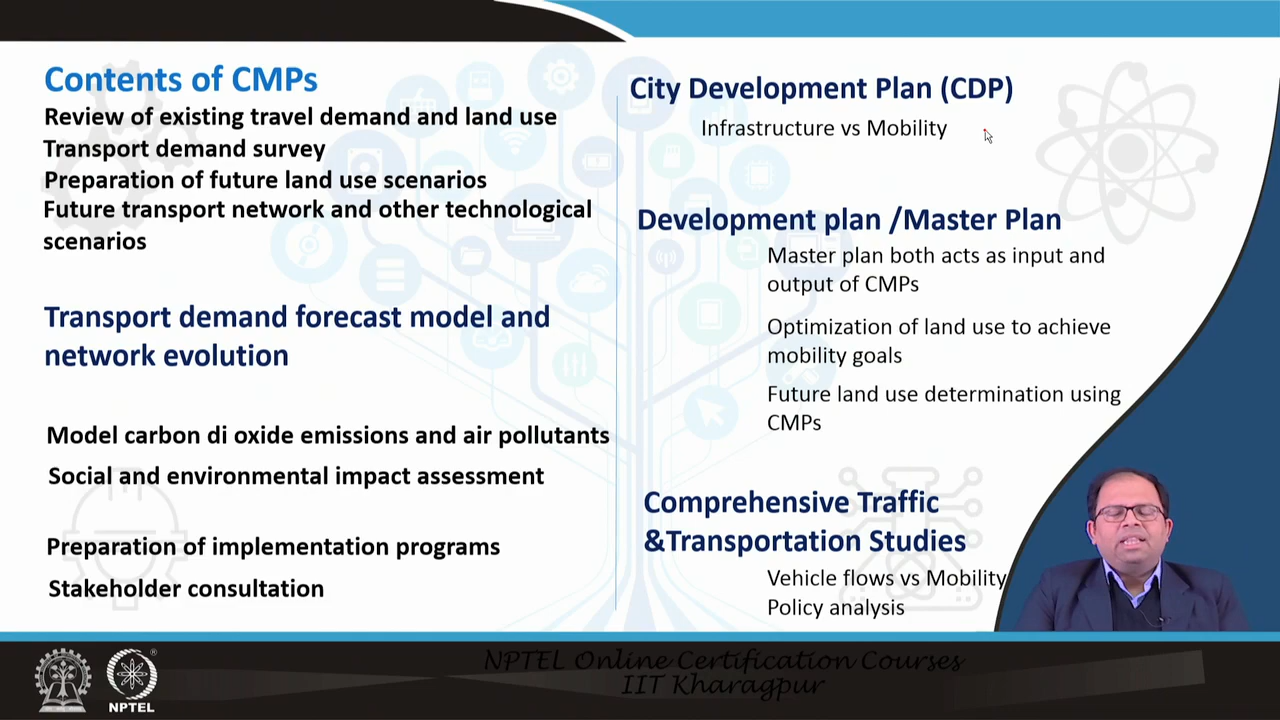 Contents of CMPs
Review of existing travel demand and land use
Transport demand survey
Preparation of future land use scenarios
Future transport network and other technological
scenarios
Transport demand forecast model and
network evolution
Model carbon di oxide emissions and air pollutants
Social and environmental impact assessment
Preparation of implementation programs
Stakeholder consultation
City Development Plan (CDP)
Infrastructure vs Mobility
Development plan /Master Plan
Master plan both acts as input and
output of CMPs
Optimization of land use to achieve
mobility goals
Future land use determination using
CMPs
Comprehensive Traffic
&Transportation Studies
Vehicle flows vs Mobility
Policy analysis
NPTEL Online Certification Courses
IIT Kharagpur
NPTEL